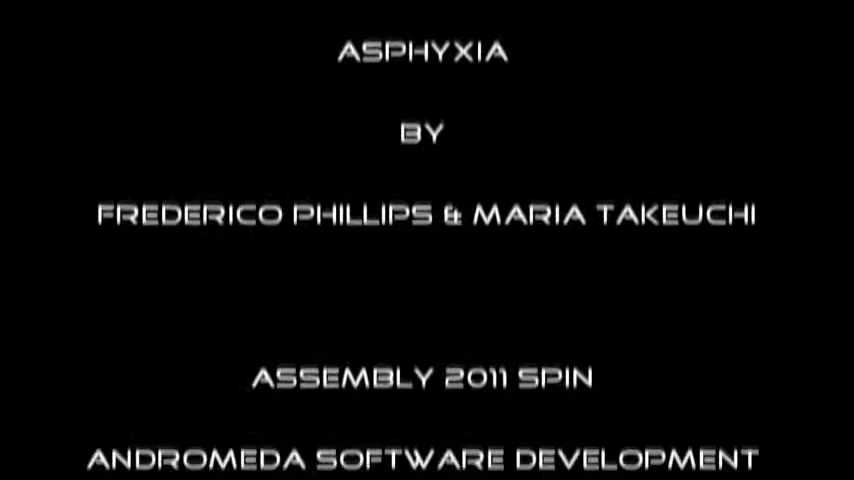 ASPHYXIA
BY
FREDERICO PHILLIPS & MARIA TAKEUCHI
ASSEMBLY 2011 SPIN
ANDROMEDA SOFTWARE DEVELOPMENT